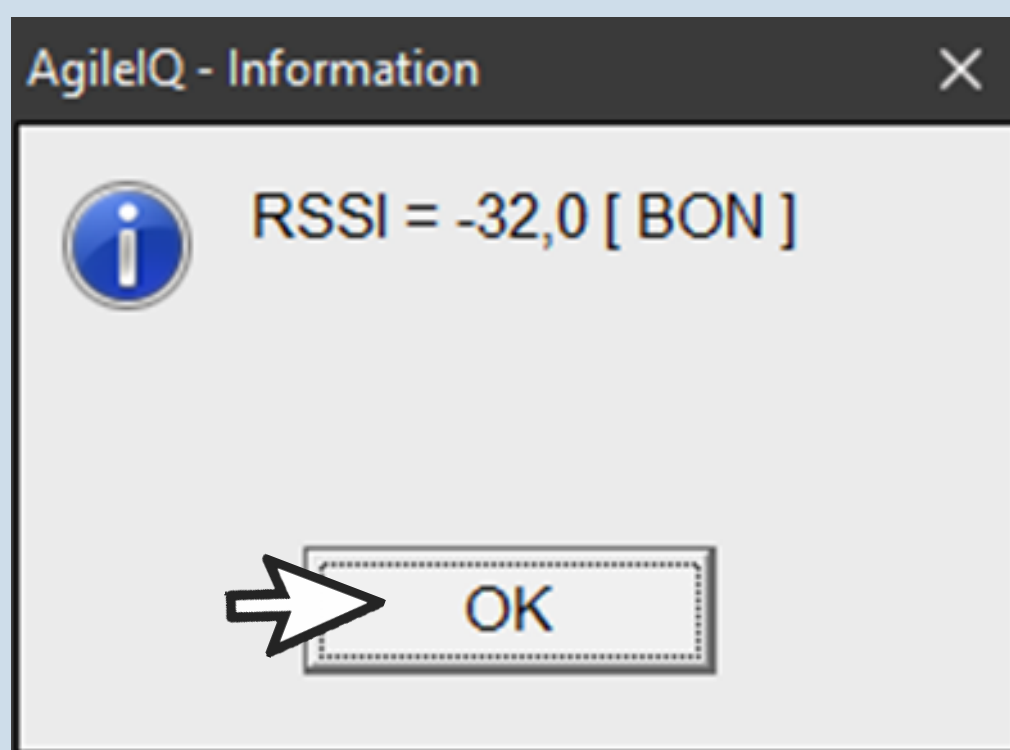 AgileIQ - Information
RSSI = -32,0 [ BON ]
OK